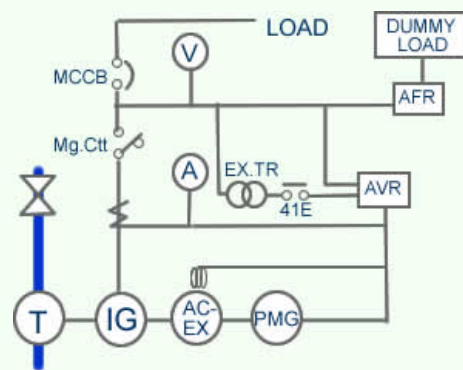 LOAD
DUMMY
LOAD
V
MCCB
AFR
Mg.Ctt
A
EX.TR
AVR
41E
T
IG
AC-
EX
PMG